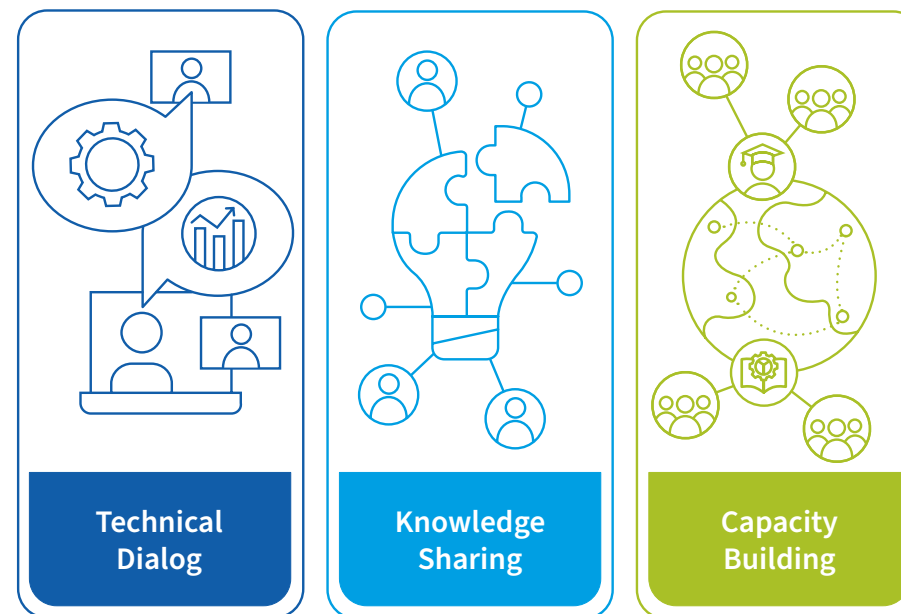 Technical
Dialog
Knowledge
Sharing
Capacity
Building